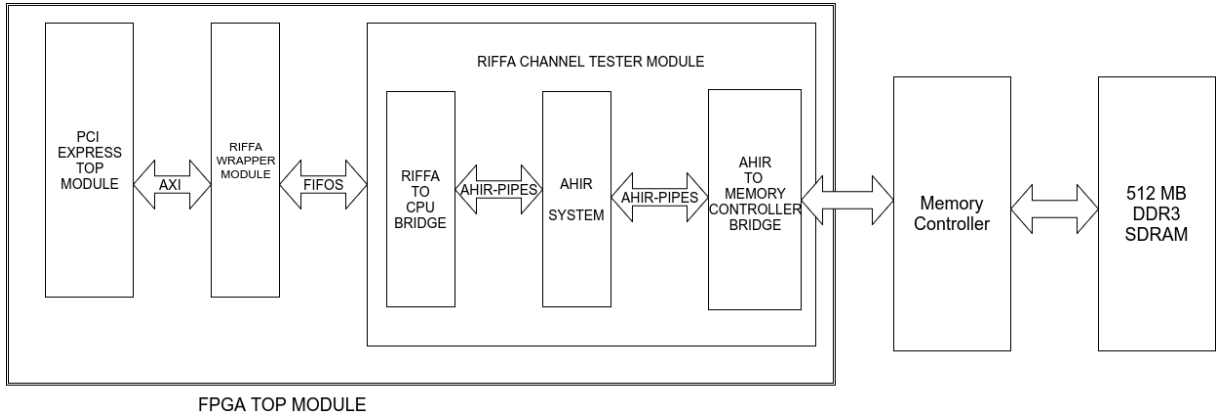 RIFFA CHANNEL TESTER MODULE
PCI
EXPRESS
TOP
MODULE
AXI
RIFFA
WRAPPER
MODULE
FIFOS
RIFFA
TO
CPU
BRIDGE
AHIR-PIPES
AHIR
SYSTEM
AHIR-PIPES
AHIR
TO
MEMORY
CONTROLLER
BRIDGE
Memory
Controller
512 MB
DDR3
SDRAM
FPGA TOP MODULE